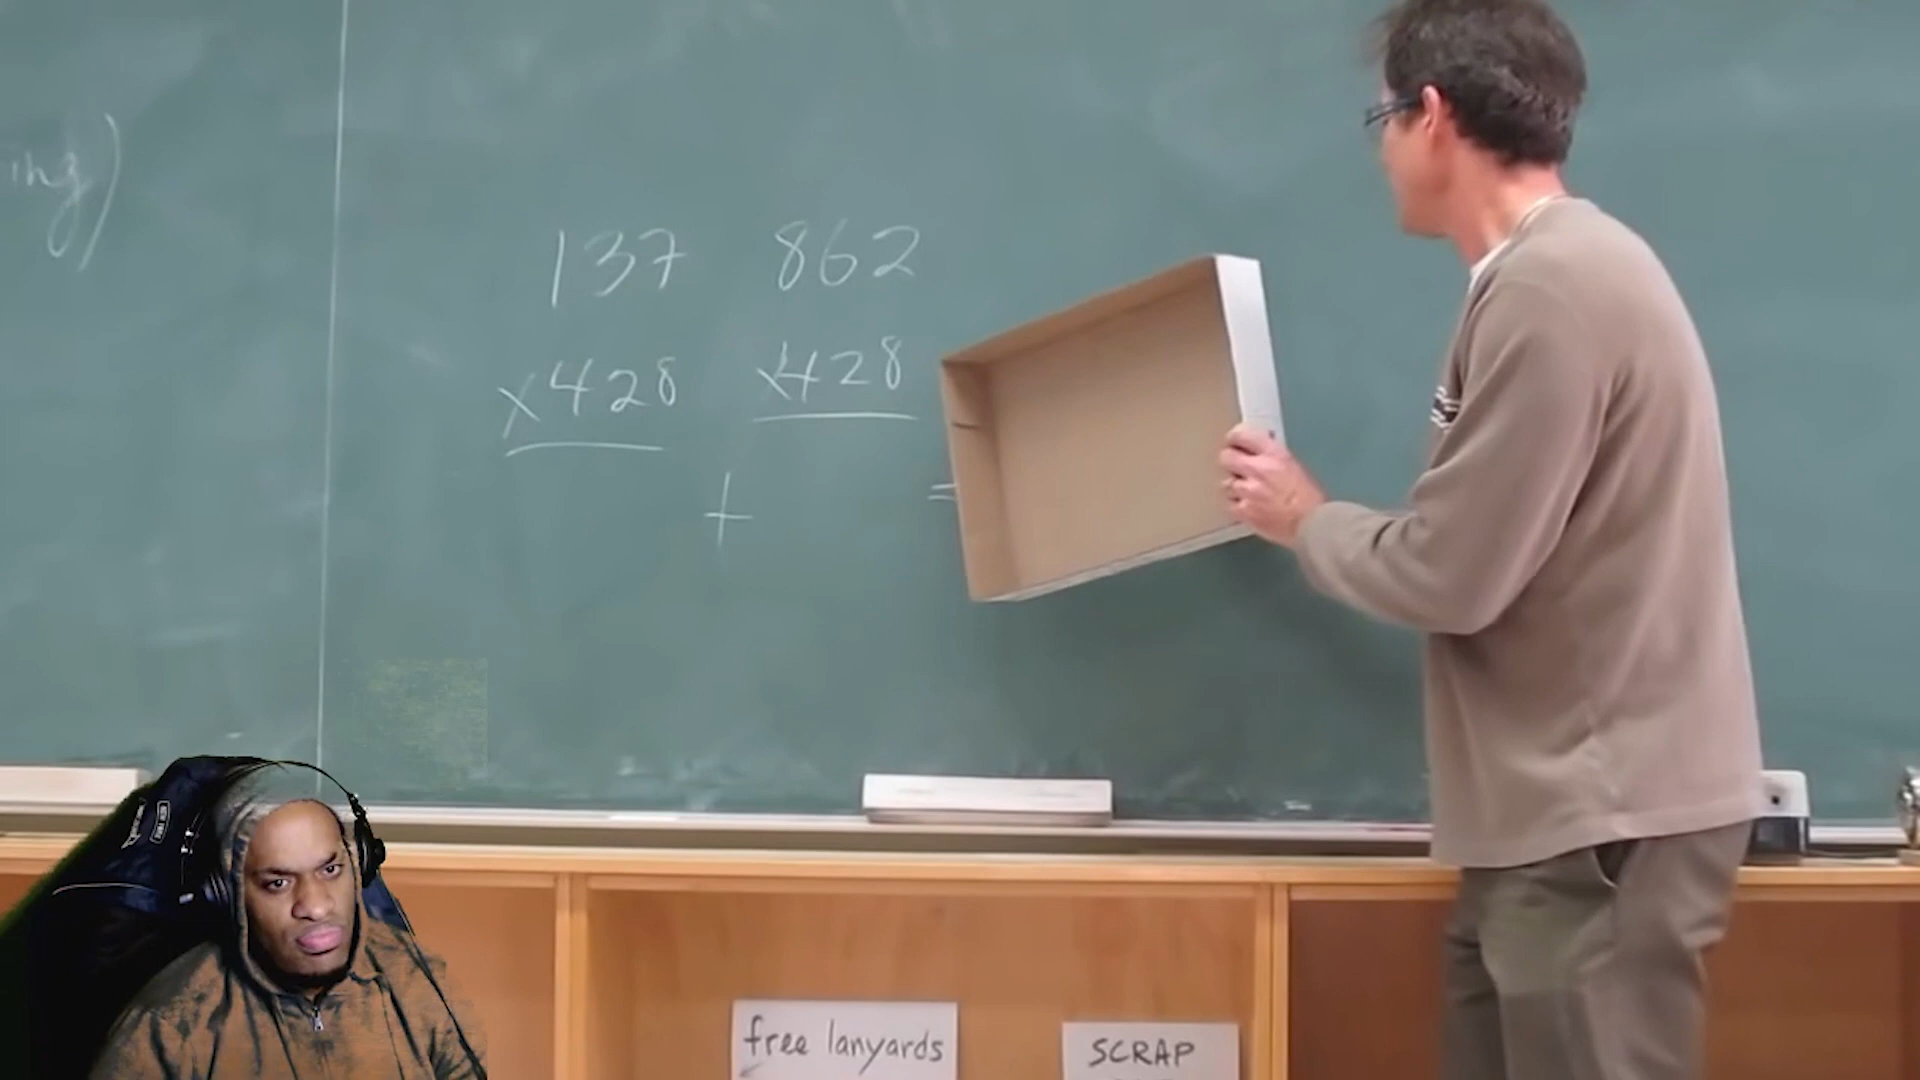 ing)
137 862
x428 x428
+ =
free lanyards
SCRAP